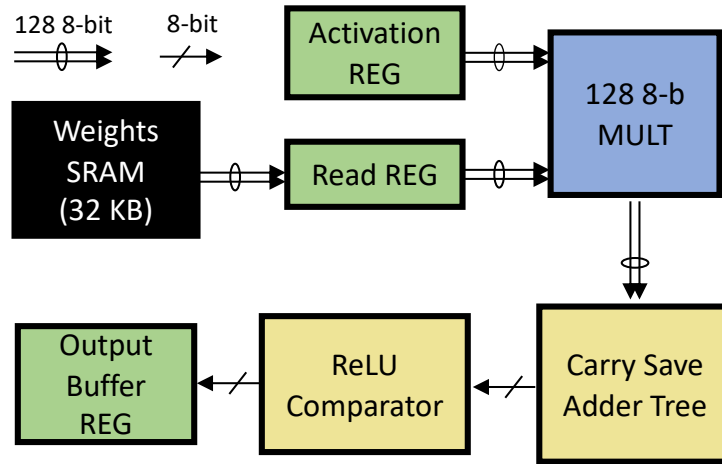 128 8-bit
8-bit
Activation
REG
128 8-b
MULT
Weights
SRAM
(32 KB)
Read REG
Output
Buffer
REG
ReLU
Comparator
Carry Save
Adder Tree